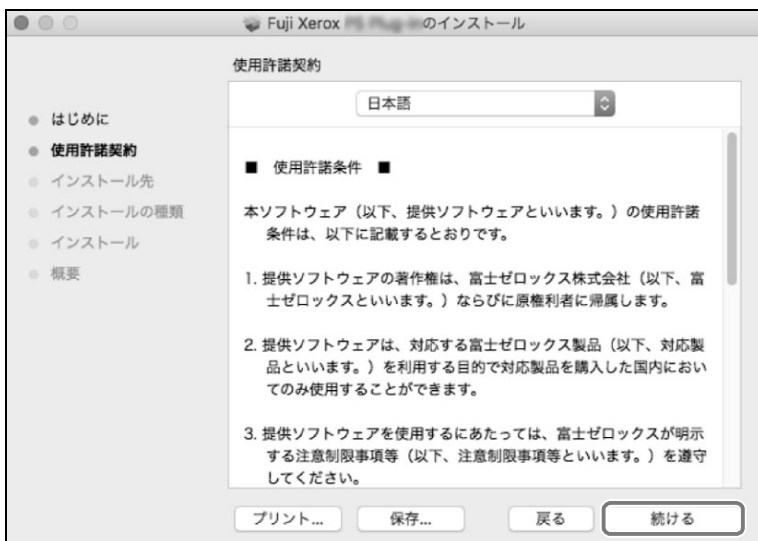 Fuji Xerox のインストール
使用許諾契約
日本語
はじめに
使用許諾契約
インストール先
インストールの種類
インストール
概要
■ 使用許諾条件 ■
本ソフトウェア（以下、提供ソフトウェアといいます。）の使用許諾
条件は、以下に記載するとおりです。
1. 提供ソフトウェアの著作権は、富士ゼロックス株式会社（以下、富
士ゼロックスといいます。）ならびに原権利者に帰属します。
2. 提供ソフトウェアは、対応する富士ゼロックス製品（以下、対応製
品といいます。）を利用する目的で対応製品を購入した国内におい
てのみ使用することができます。
3. 提供ソフトウェアを使用するにあたっては、富士ゼロックスが明示
する注意制限事項等（以下、注意制限事項等といいます。）を遵守
してください。
プリント... 保存... 戻る 続ける